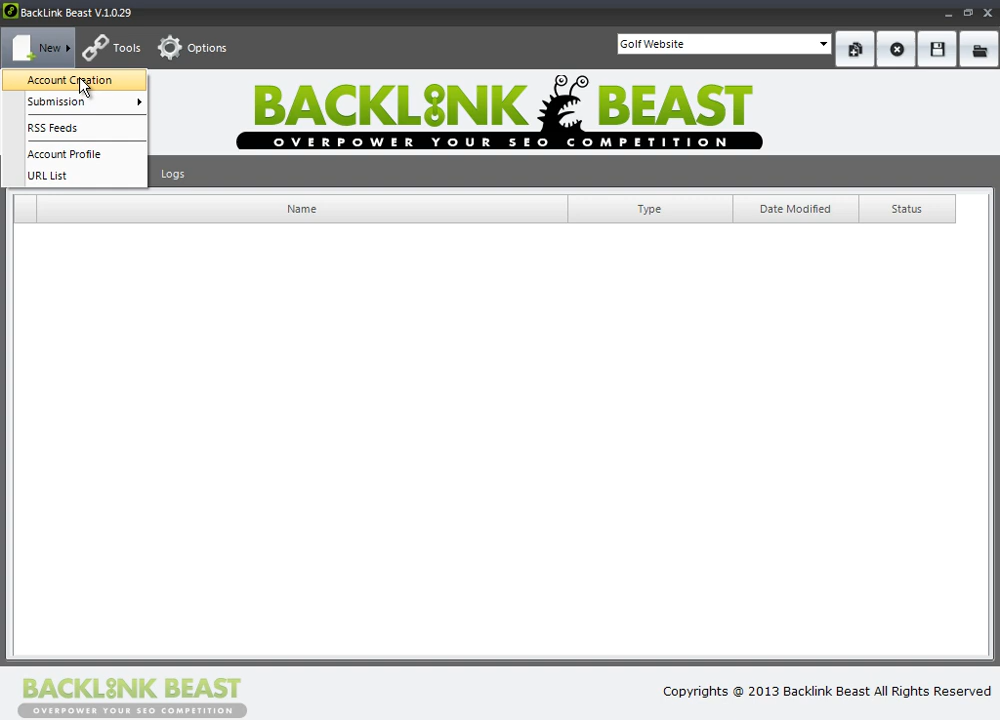 BackLink Beast V.1.0.29
New
Tools
Options
Golf Website
Account Creation
Submission
RSS Feeds
Account Profile
URL List
BACKLINK BEAST
OVERPOWER YOUR SEO COMPETITION
Logs
Name
Type
Date Modified
Status
BACKLINK BEAST
OVERPOWER YOUR SEO COMPETITION
Copyrights @ 2013 Backlink Beast All Rights Reserved